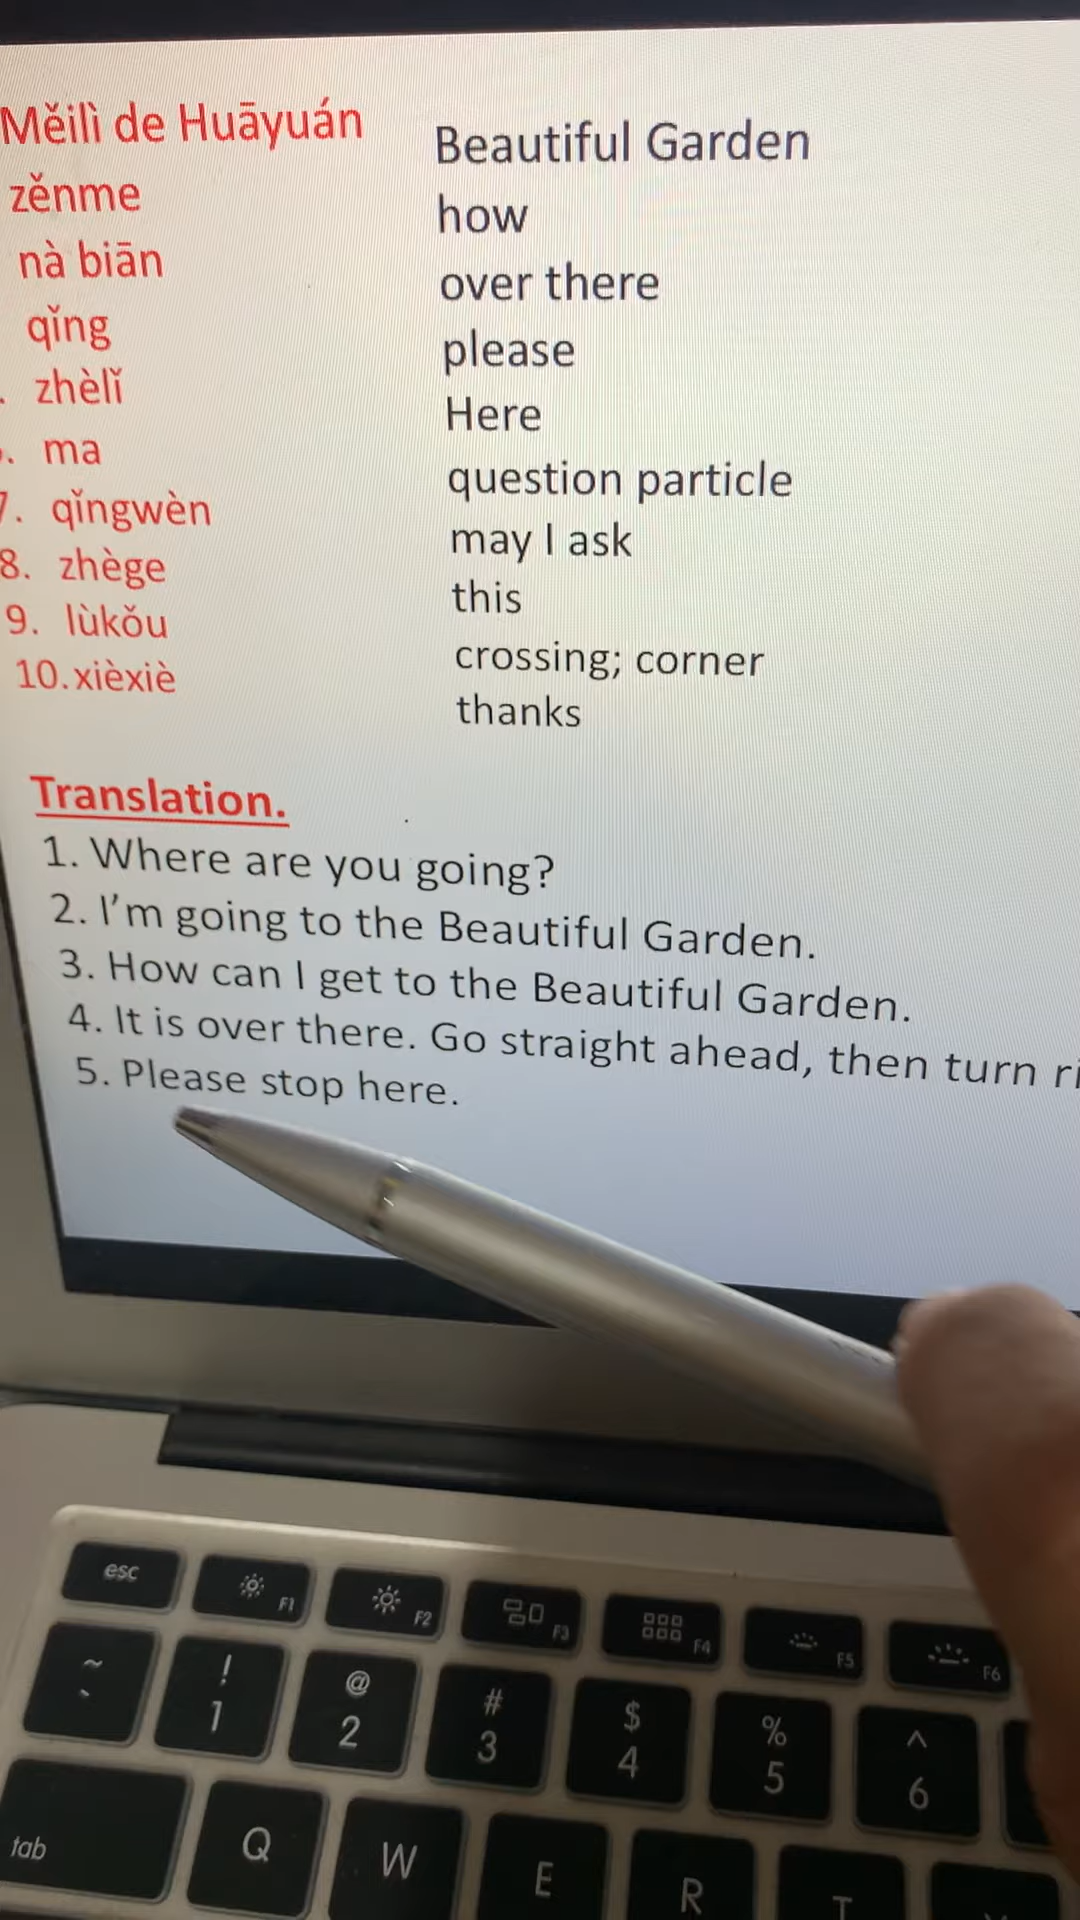 Měilì de Huāyuán
Beautiful Garden
zěnme
how
nà biān
over there
qǐng
please
. zhèlǐ
Here
. ma
question particle
7. qǐngwèn
may I ask
8. zhège
this
9. lùkǒu
crossing; corner
10. xièxiè
thanks
Translation.
1. Where are you going?
2. I’m going to the Beautiful Garden.
3. How can I get to the Beautiful Garden.
4. It is over there. Go straight ahead, then turn ri
5. Please stop here.
esc F1 F2 F3 F4 F5 F6
~ ! @ # $ % ^
` 1 2 3 4 5 6
tab Q W E R T